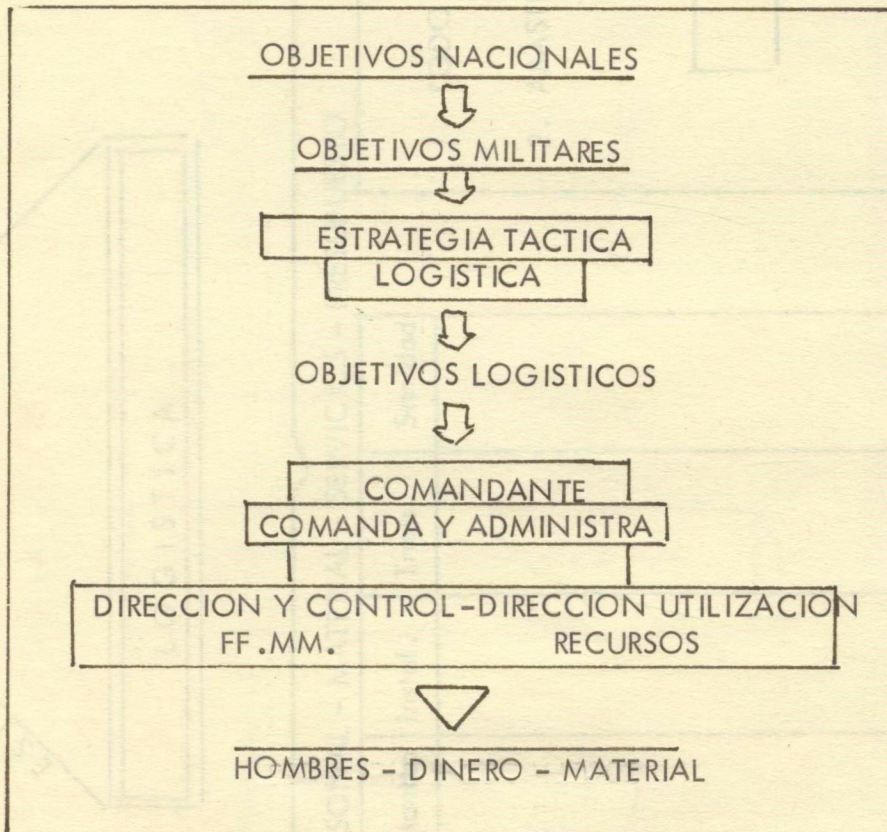 OBJETIVOS NACIONALES
OBJETIVOS MILITARES
ESTRATEGIA TACTICA
LOGISTICA
OBJETIVOS LOGISTICOS
COMANDANTE
COMANDA Y ADMINISTRA
DIRECCION Y CONTROL-DIRECCION UTILIZACION
FF.MM. RECURSOS
HOMBRES - DINERO - MATERIAL